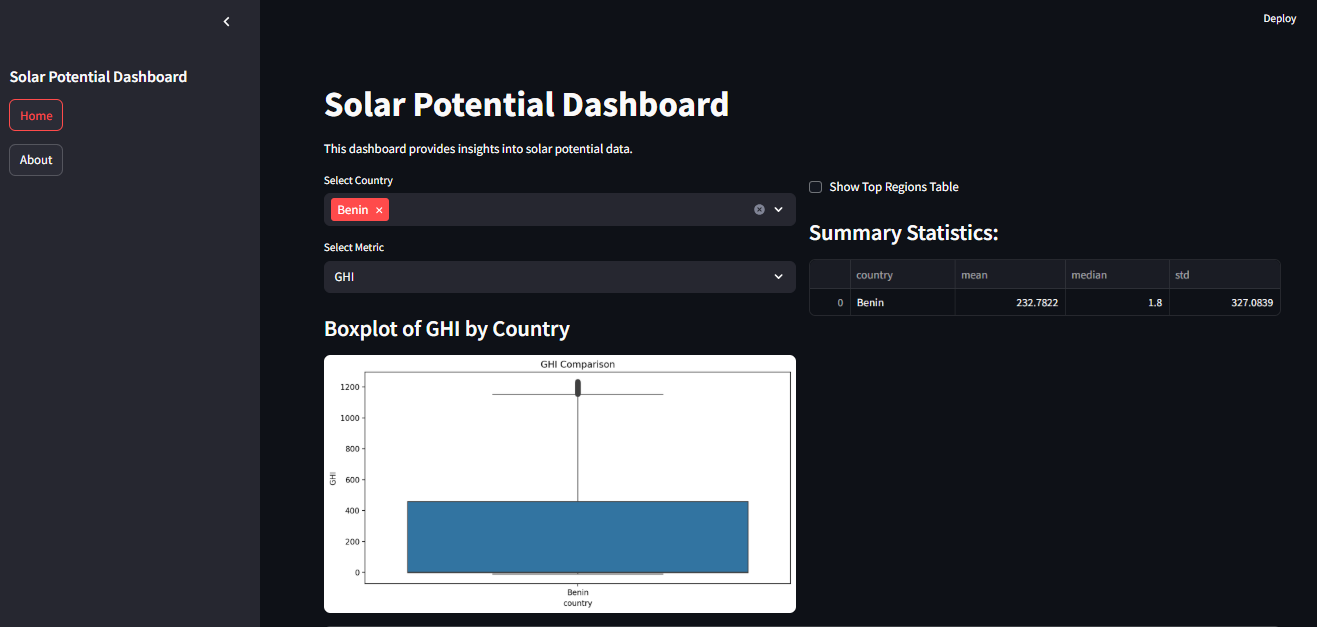 Deploy
Solar Potential Dashboard
Home
About
Solar Potential Dashboard
This dashboard provides insights into solar potential data.
Select Country
Benin ×
Select Metric
GHI
Boxplot of GHI by Country
GHI Comparison
1200
1000
800
600
400
200
0
GHI
Benin
country
Show Top Regions Table
Summary Statistics:
country mean median std
0 Benin 232.7822 1.8 327.0839